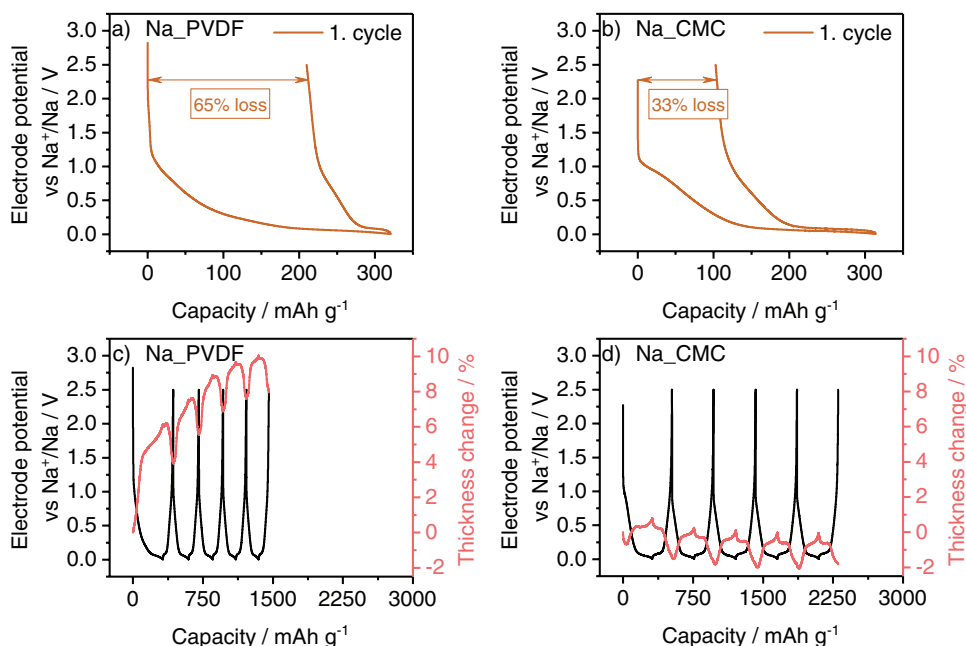 a) Na_PVDF
1. cycle
65% loss
3.0
2.5
2.0
1.5
1.0
0.5
0.0
Electrode potential
vs Na⁺/Na / V
0 100 200 300
Capacity / mAh g⁻¹
b) Na_CMC
1. cycle
33% loss
3.0
2.5
2.0
1.5
1.0
0.5
0.0
Electrode potential
vs Na⁺/Na / V
0 100 200 300
Capacity / mAh g⁻¹
c) Na_PVDF
3.0
2.5
2.0
1.5
1.0
0.5
0.0
Electrode potential
vs Na⁺/Na / V
10
8
6
4
2
0
-2
Thickness change / %
0 750 1500 2250 3000
Capacity / mAh g⁻¹
d) Na_CMC
3.0
2.5
2.0
1.5
1.0
0.5
0.0
Electrode potential
vs Na⁺/Na / V
10
8
6
4
2
0
-2
Thickness change / %
0 750 1500 2250 3000
Capacity / mAh g⁻¹